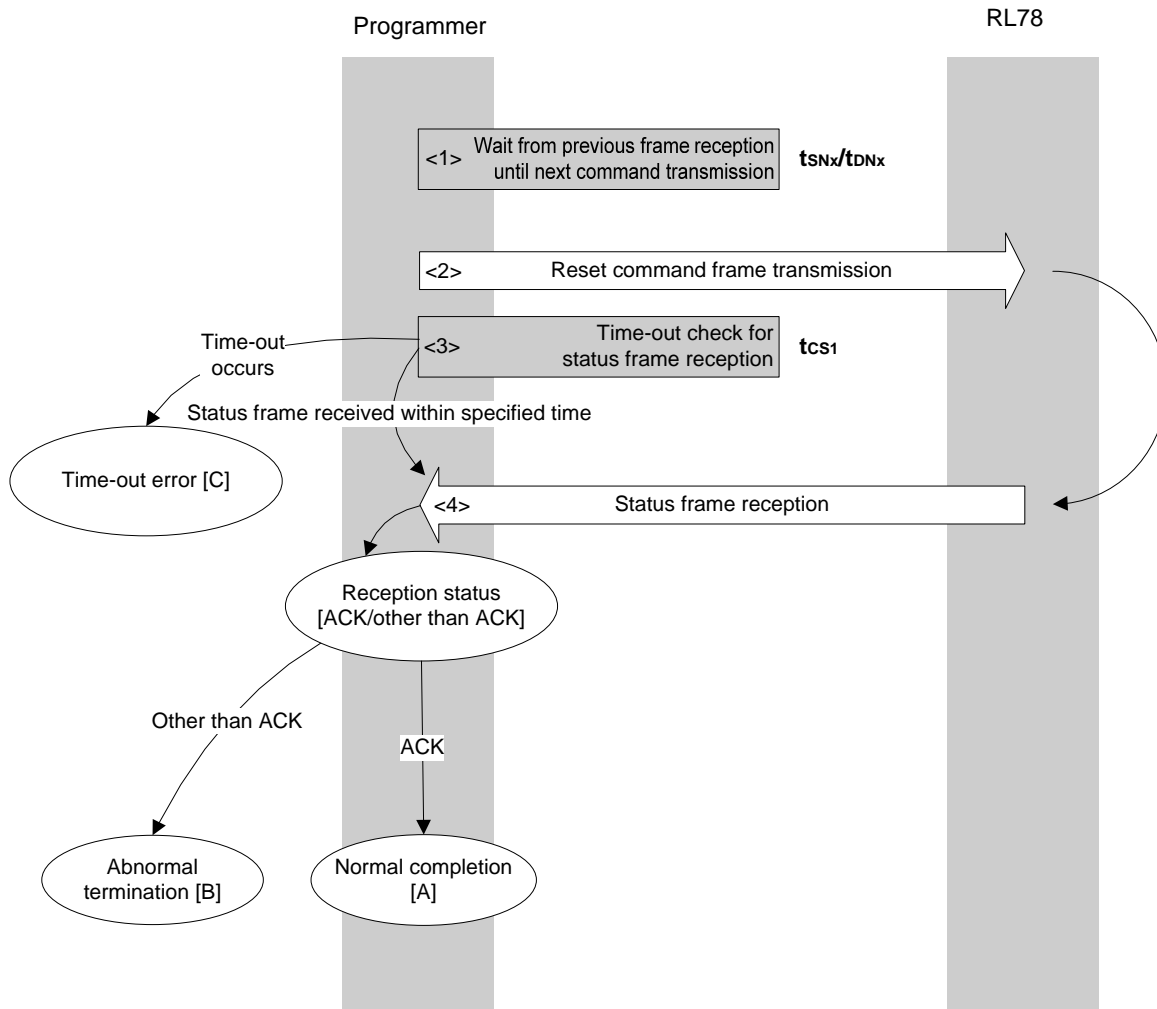 Programmer
RL78
<1>
Wait from previous frame reception
until next command transmission
tSNx/tDNx
<2>
Reset command frame transmission
<3>
Time-out check for
status frame reception
tCS1
Time-out
occurs
Status frame received within specified time
Time-out error [C]
<4>
Status frame reception
Reception status
[ACK/other than ACK]
Other than ACK
ACK
Abnormal
termination [B]
Normal completion
[A]